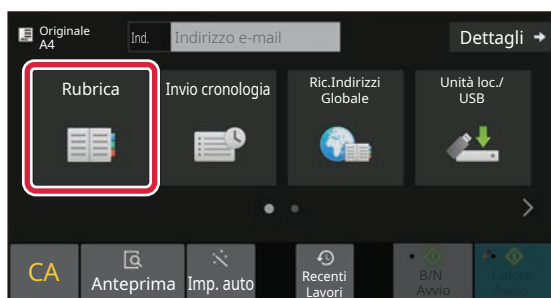 Originale
A4
Ind.
Indirizzo e-mail
Dettagli
Rubrica
Invio cronologia
Ric.Indirizzi
Globale
Unità loc./
USB
CA
Anteprima
Imp. auto
Recenti
Lavori
B/N
Avvio
Colore
Avvio